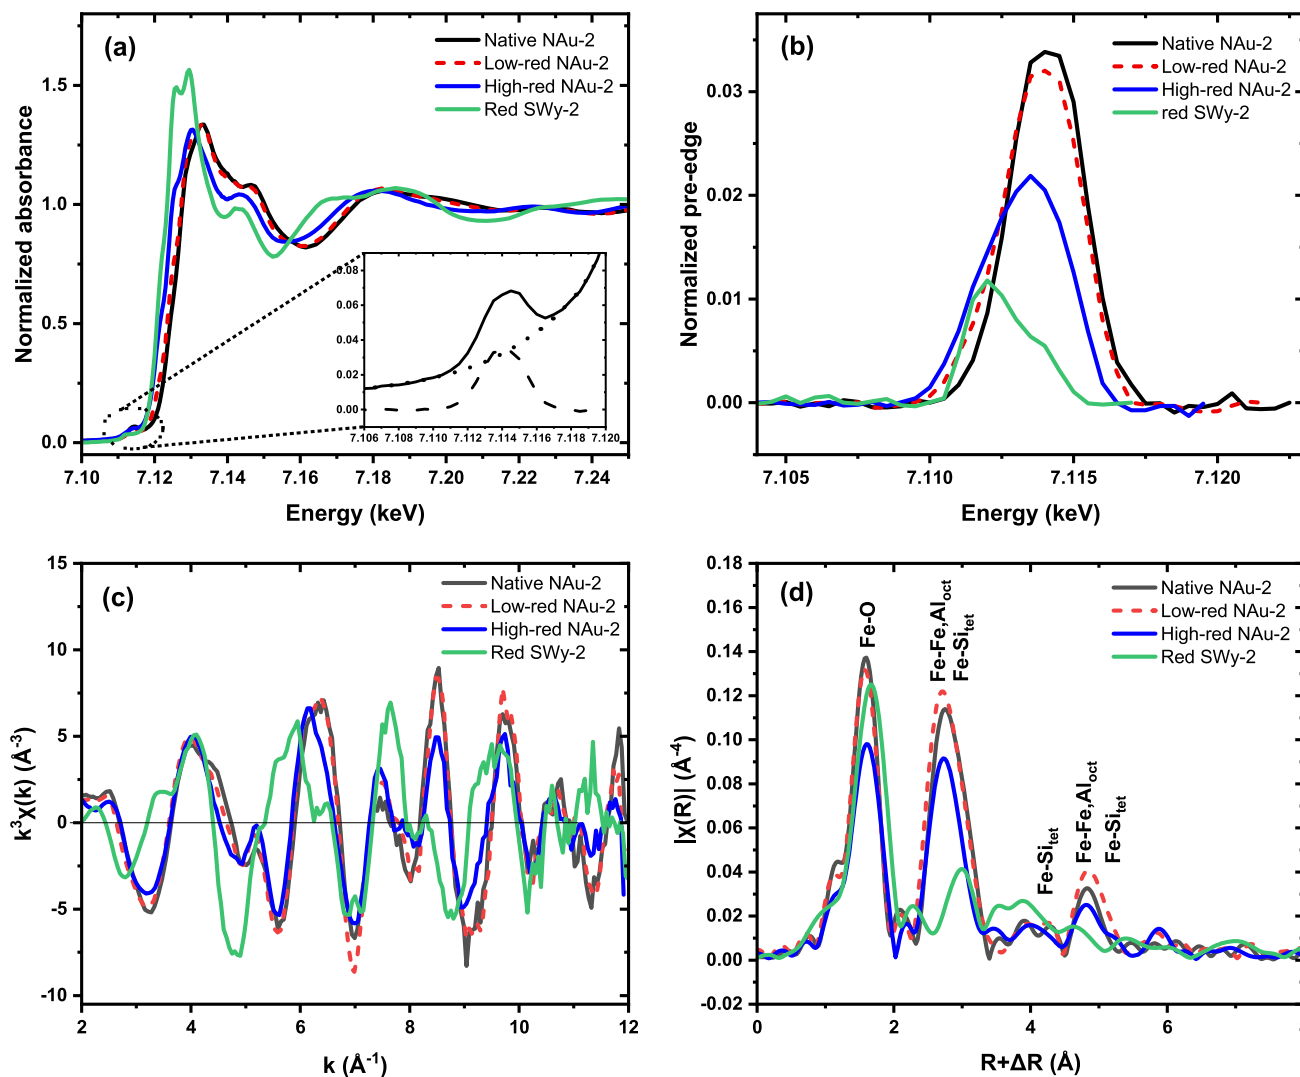 (a)
Native NAu-2
Low-red NAu-2
High-red NAu-2
Red SWy-2
Normalized absorbance
1.5
1.0
0.5
0.0
7.10
7.12
7.14
7.16
7.18
7.20
7.22
7.24
Energy (keV)
0.08
0.06
0.04
0.02
0.00
7.106
7.108
7.110
7.112
7.114
7.116
7.118
7.120
(b)
Native NAu-2
Low-red NAu-2
High-red NAu-2
red SWy-2
Normalized pre-edge
0.03
0.02
0.01
0.00
7.105
7.110
7.115
7.120
Energy (keV)
(c)
Native NAu-2
Low-red NAu-2
High-red NAu-2
Red SWy-2
k³χ(k) (Å⁻³)
15
10
5
0
-5
-10
2
4
6
8
10
12
k (Å⁻¹)
(d)
Native NAu-2
Low-red NAu-2
High-red NAu-2
Red SWy-2
Fe-O
Fe-Fe,Al_oct
Fe-Si_tet
Fe-Si_tet
Fe-Fe,Al_oct
Fe-Si_tet
|χ(R)| (Å⁻⁴)
0.18
0.16
0.14
0.12
0.10
0.08
0.06
0.04
0.02
0.00
-0.02
0
2
4
6
R+ΔR (Å)